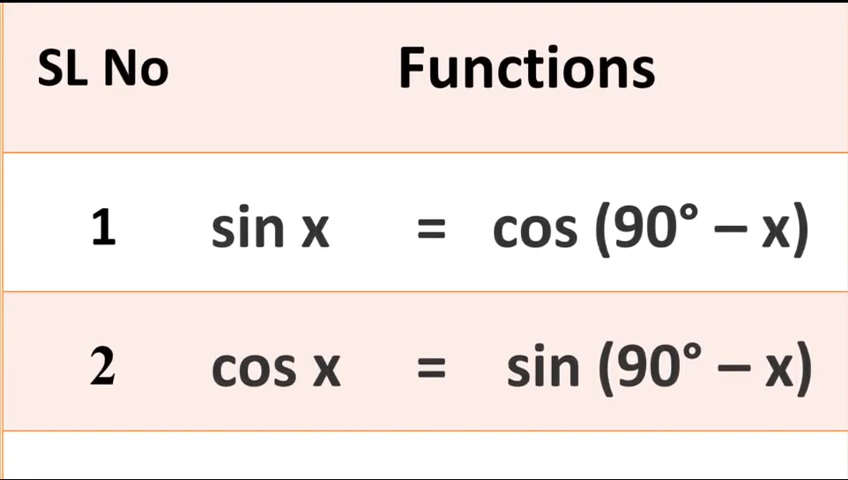 SL No Functions
1 sin x = cos (90° – x)
2 cos x = sin (90° – x)